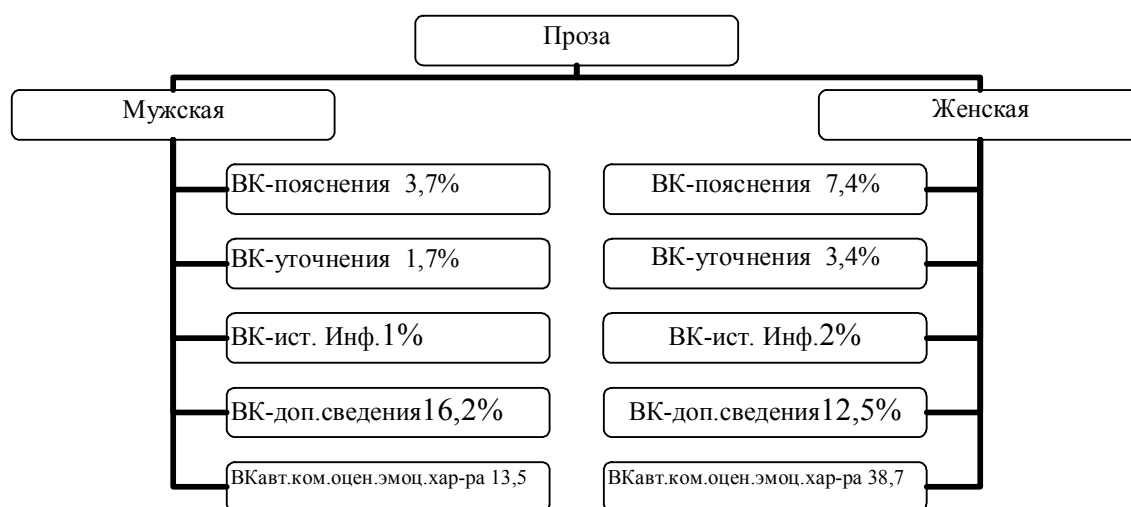 Проза
Мужская
Женская
ВК-пояснения 3,7%
ВК-пояснения 7,4%
ВК-уточнения 1,7%
ВК-уточнения 3,4%
ВК-ист. Инф.1%
ВК-ист. Инф.2%
ВК-доп.сведения16,2%
ВК-доп.сведения12,5%
ВКавт.ком.оцен.эмоц.хар-ра 13,5
ВКавт.ком.оцен.эмоц.хар-ра 38,7